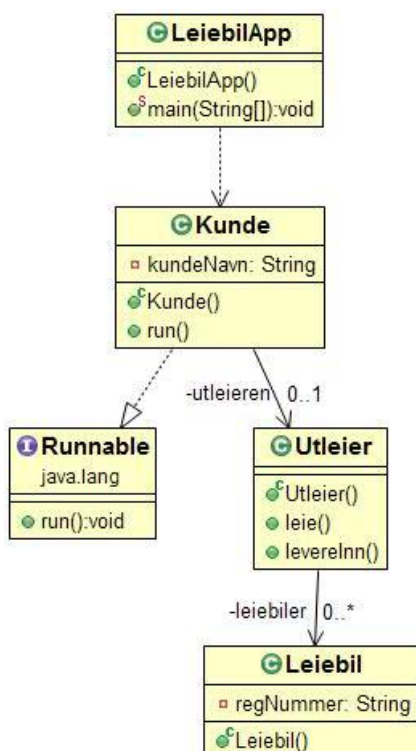 LeiebilApp
LeiebilApp()
main(String[]):void
Kunde
kundeNavn: String
Kunde()
run()
-utleieren 0..1
Runnable
java.lang
run():void
Utleier
Utleier()
leie()
levereInn()
-leiebiler 0..*
Leiebil
regNummer: String
Leiebil()